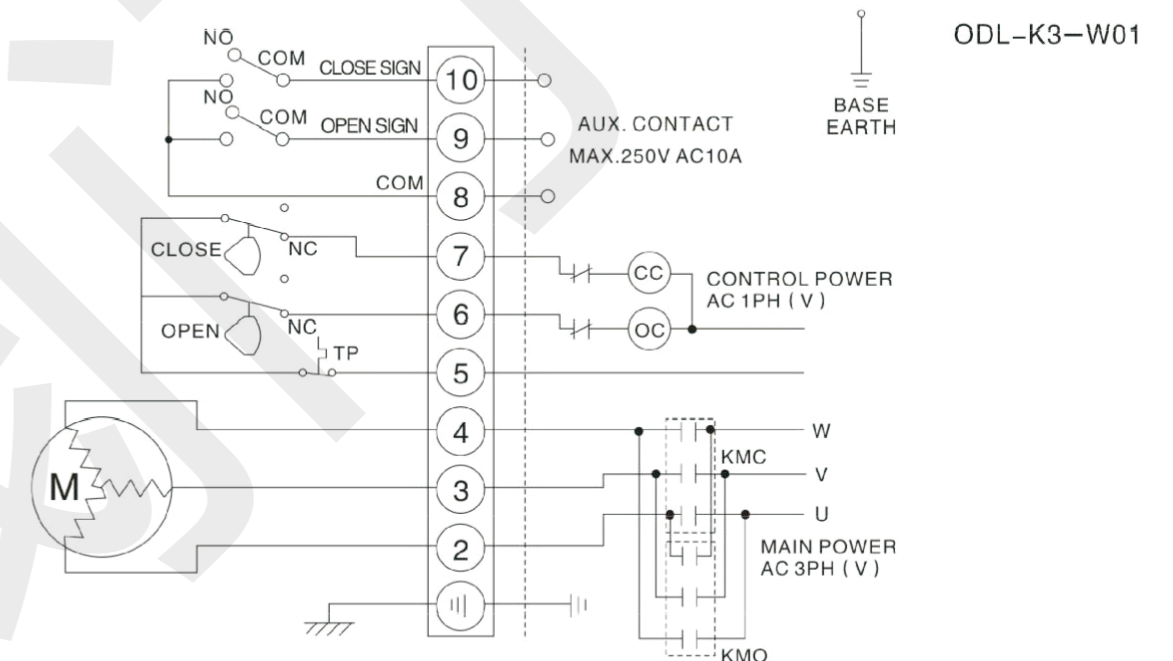 ODL-K3-W01
NO
COM
CLOSE SIGN
10
BASE
EARTH
NO
COM
OPEN SIGN
9
AUX. CONTACT
MAX.250V AC10A
COM
8
CLOSE
NC
7
CC
CONTROL POWER
AC 1PH ( V )
OPEN
NC
6
OC
TP
5
4
W
KMC
M
3
V
U
2
MAIN POWER
AC 3PH ( V )
KMO